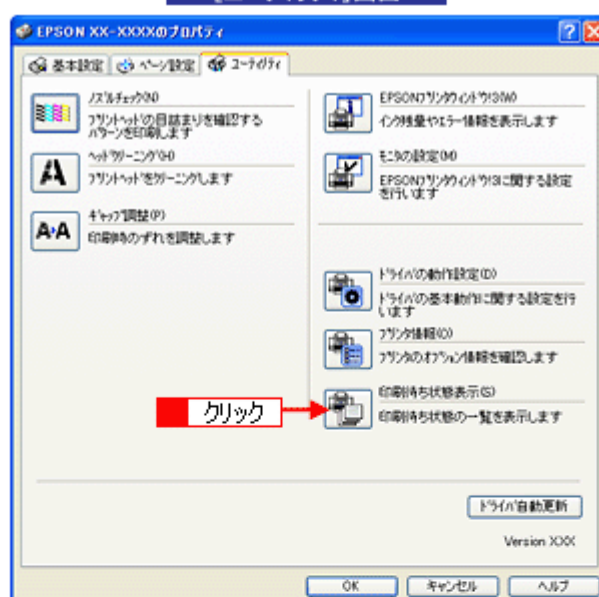 EPSON XX-XXXXのプロパティ
基本設定
ページ設定
ユーティリティ
ノズルチェック(N)
プリントヘッドの目詰まりを確認する
パターンを印刷します
ヘッドクリーニング(H)
プリントヘッドをクリーニングします
ギャップ調整(P)
印刷時のずれを調整します
EPSONプリンタウィンドウ!3(W)
インク残量やエラー情報を表示します
モニタの設定(M)
EPSONプリンタウィンドウ!3に関する設定
を行います
ドライバの動作設定(D)
ドライバの基本動作に関する設定を行
います
プリンタ情報(O)
プリンタのオプション情報を確認します
印刷待ち状態表示(S)
印刷待ち状態の一覧を表示します
クリック
ドライバ自動更新
Version XXX
OK
キャンセル
ヘルプ